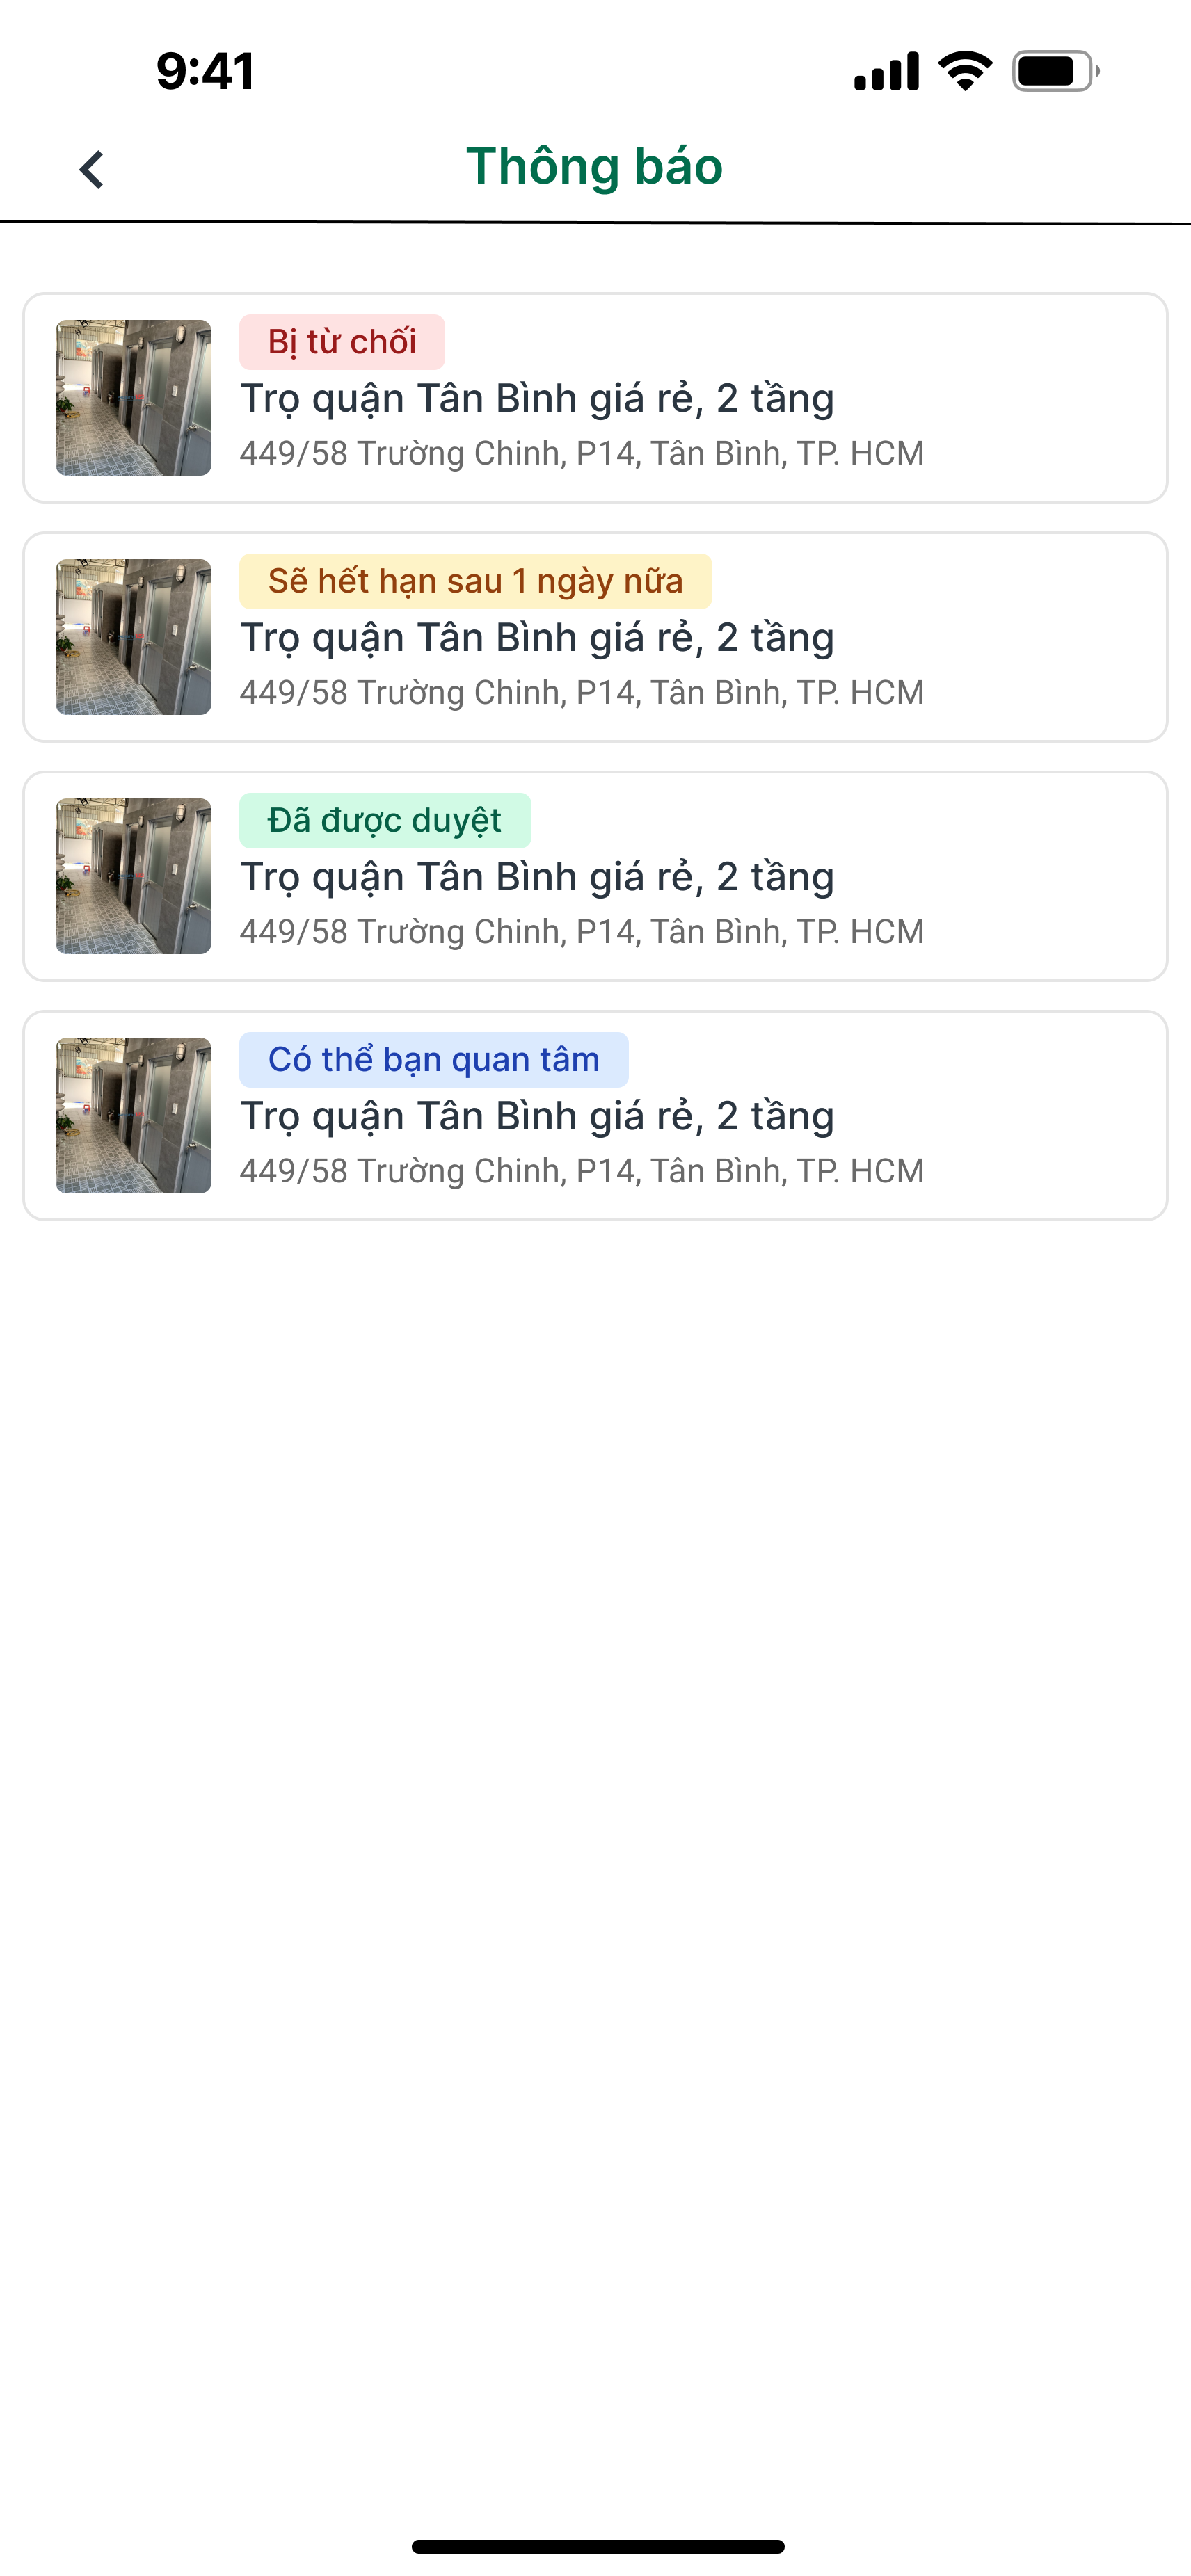 9:41
Thông báo
Bị từ chối
Trọ quận Tân Bình giá rẻ, 2 tầng
449/58 Trường Chinh, P14, Tân Bình, TP. HCM
Sẽ hết hạn sau 1 ngày nữa
Trọ quận Tân Bình giá rẻ, 2 tầng
449/58 Trường Chinh, P14, Tân Bình, TP. HCM
Đã được duyệt
Trọ quận Tân Bình giá rẻ, 2 tầng
449/58 Trường Chinh, P14, Tân Bình, TP. HCM
Có thể bạn quan tâm
Trọ quận Tân Bình giá rẻ, 2 tầng
449/58 Trường Chinh, P14, Tân Bình, TP. HCM